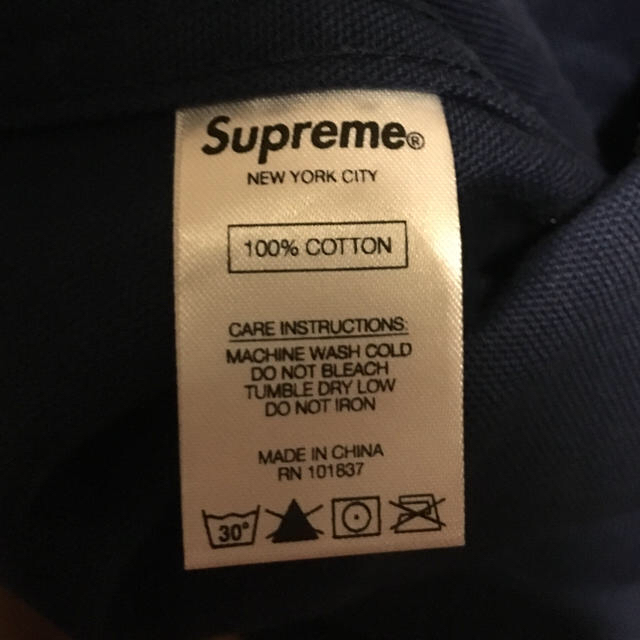 Supreme®
NEW YORK CITY
100% COTTON
CARE INSTRUCTIONS:
MACHINE WASH COLD
DO NOT BLEACH
TUMBLE DRY LOW
DO NOT IRON
MADE IN CHINA
RN 101837
30°